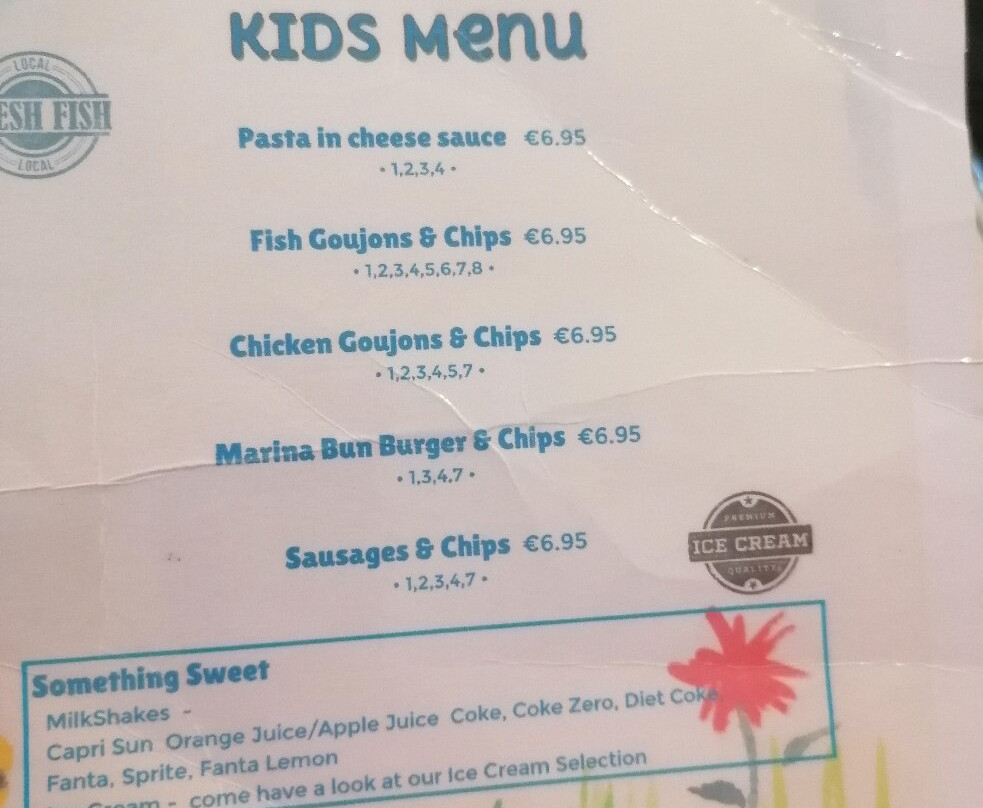 KIDS Menu
LOCAL
ESH FISH
LOCAL
Pasta in cheese sauce €6.95
• 1,2,3,4 •
Fish Goujons & Chips €6.95
• 1,2,3,4,5,6,7,8 •
Chicken Goujons & Chips €6.95
• 1,2,3,4,5,7 •
Marina Bun Burger & Chips €6.95
• 1,3,4,7 •
Sausages & Chips €6.95
• 1,2,3,4,7 •
PREMIUM
ICE CREAM
QUALITY
Something Sweet
MilkShakes -
Capri Sun Orange Juice/Apple Juice Coke, Coke Zero, Diet Coke
Fanta, Sprite, Fanta Lemon
Cream - come have a look at our Ice Cream Selection